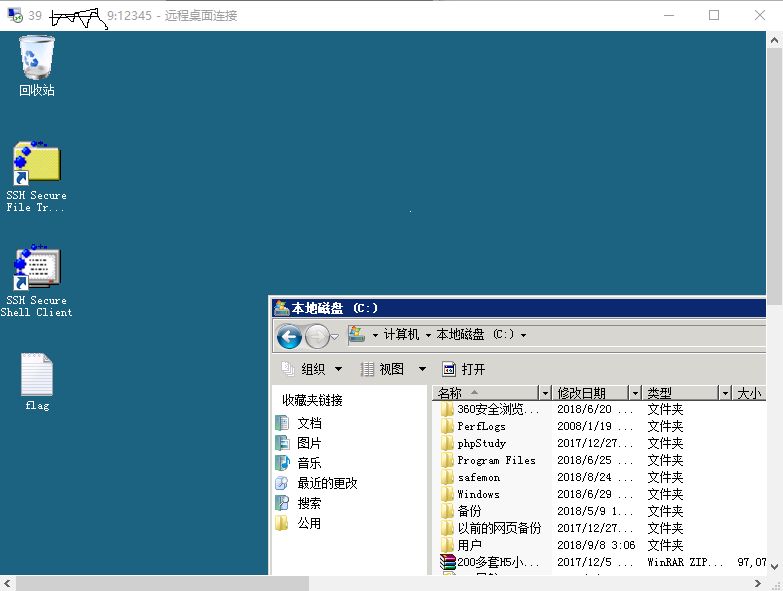 39 9:12345 - 远程桌面连接
回收站
SSH Secure
File Tr...
SSH Secure
Shell Client
flag
本地磁盘 (C:)
计算机 本地磁盘 (C:)
组织 视图 打开
收藏夹链接
文档
图片
音乐
最近的更改
搜索
公用
名称 修改日期 类型 大小
360安全浏览... 2018/6/20 ... 文件夹
PerfLogs 2008/1/19 ... 文件夹
phpStudy 2017/12/27... 文件夹
Program Files 2018/6/25 ... 文件夹
safemon 2018/8/24 ... 文件夹
Windows 2018/6/29 ... 文件夹
备份 2018/5/9 1... 文件夹
以前的网页备份 2017/12/27... 文件夹
用户 2018/9/8 3:06 文件夹
200多套H5小... 2017/12/5 ... WinRAR ZIP... 97,07